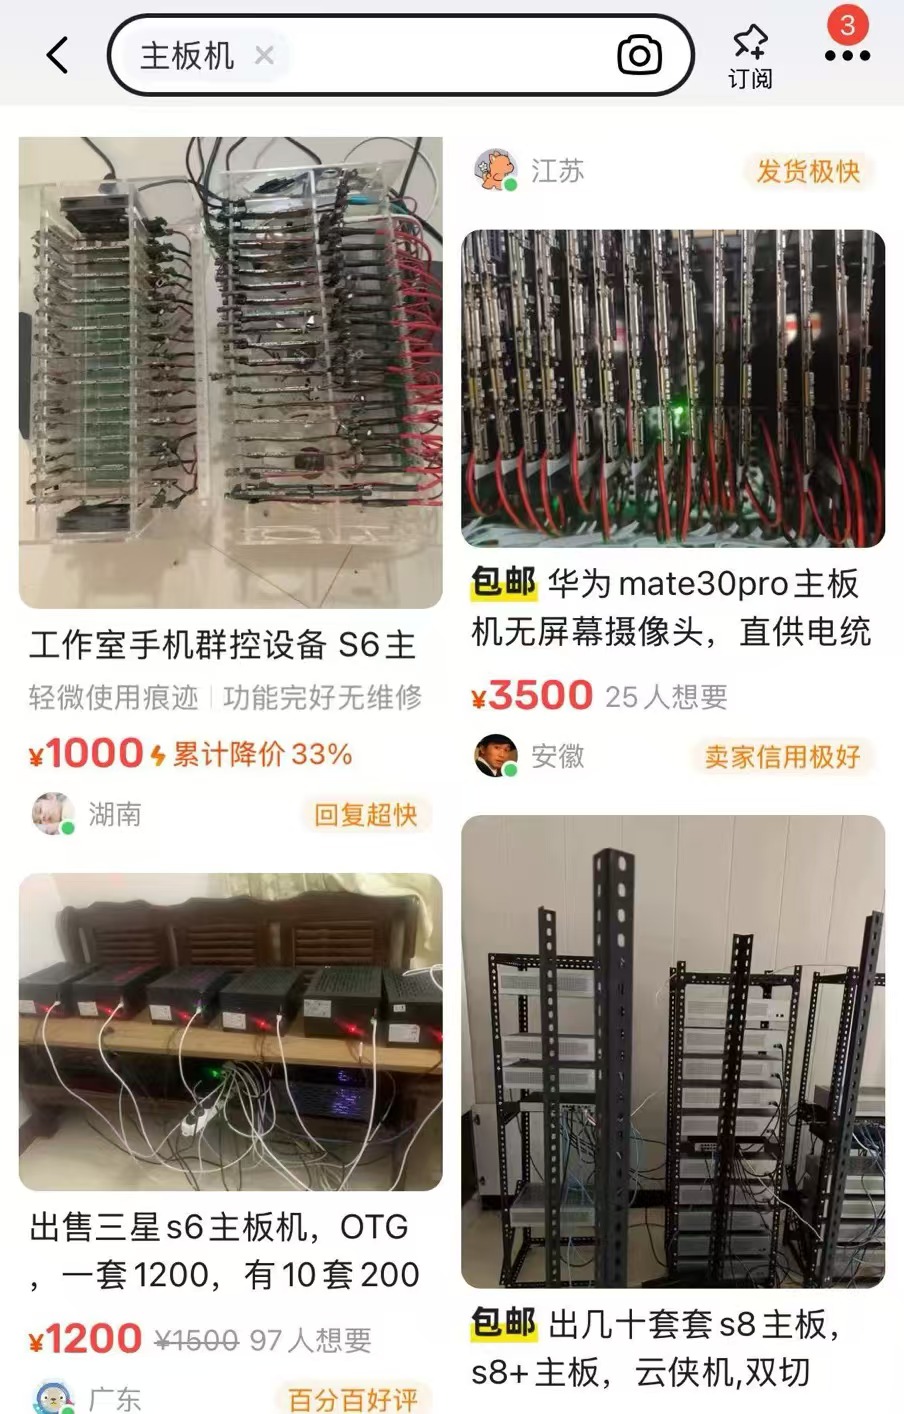 主板机
订阅
3
工作室手机群控设备 S6主
轻微使用痕迹 | 功能完好无维修
¥1000 累计降价33%
湖南 回复超快
出售三星s6主板机，OTG
，一套1200，有10套200
¥1200 ¥1500 97人想要
广东 百分百好评
江苏 发货极快
包邮 华为mate30pro主板
机无屏幕摄像头，直供电统
¥3500 25人想要
安徽 卖家信用极好
包邮 出几十套套s8主板，
s8+主板，云侠机,双切